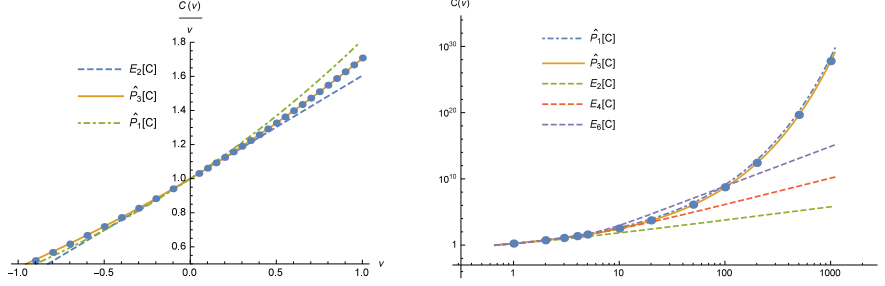 C(v)
v
1.8
1.6
1.4
1.2
1.0
0.8
0.6
−1.0 −0.5 0.0 0.5 1.0 v
E₂[C]
P̂₃[C]
P̂₁[C]
C(v)
10³⁰
10²⁰
10¹⁰
1
1 10 100 1000
P̂₁[C]
P̂₃[C]
E₂[C]
E₄[C]
E₆[C]